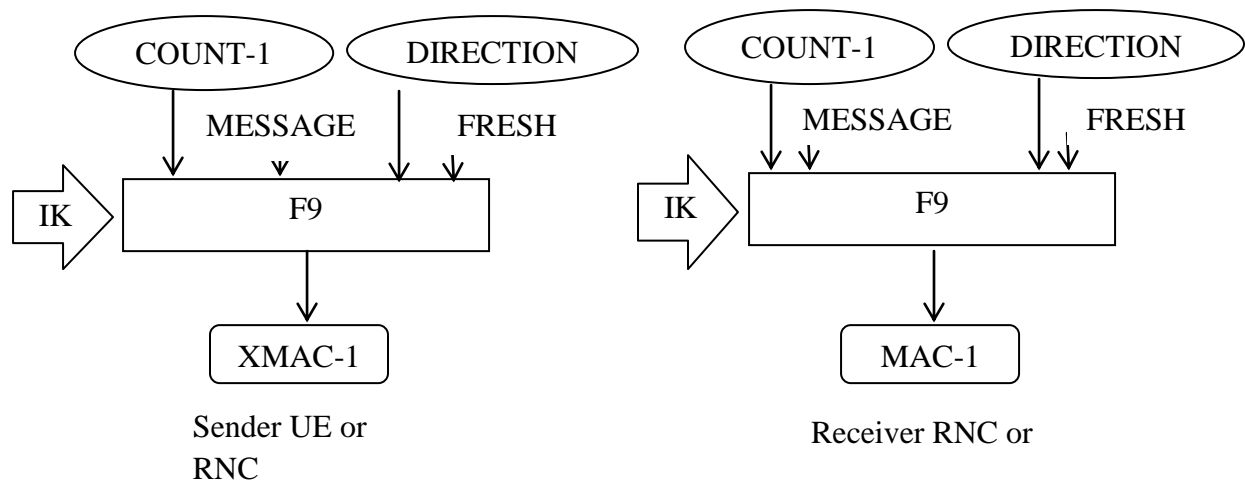 COUNT-1
DIRECTION
MESSAGE
FRESH
IK
F9
XMAC-1
Sender UE or
RNC
COUNT-1
DIRECTION
MESSAGE
FRESH
IK
F9
MAC-1
Receiver RNC or